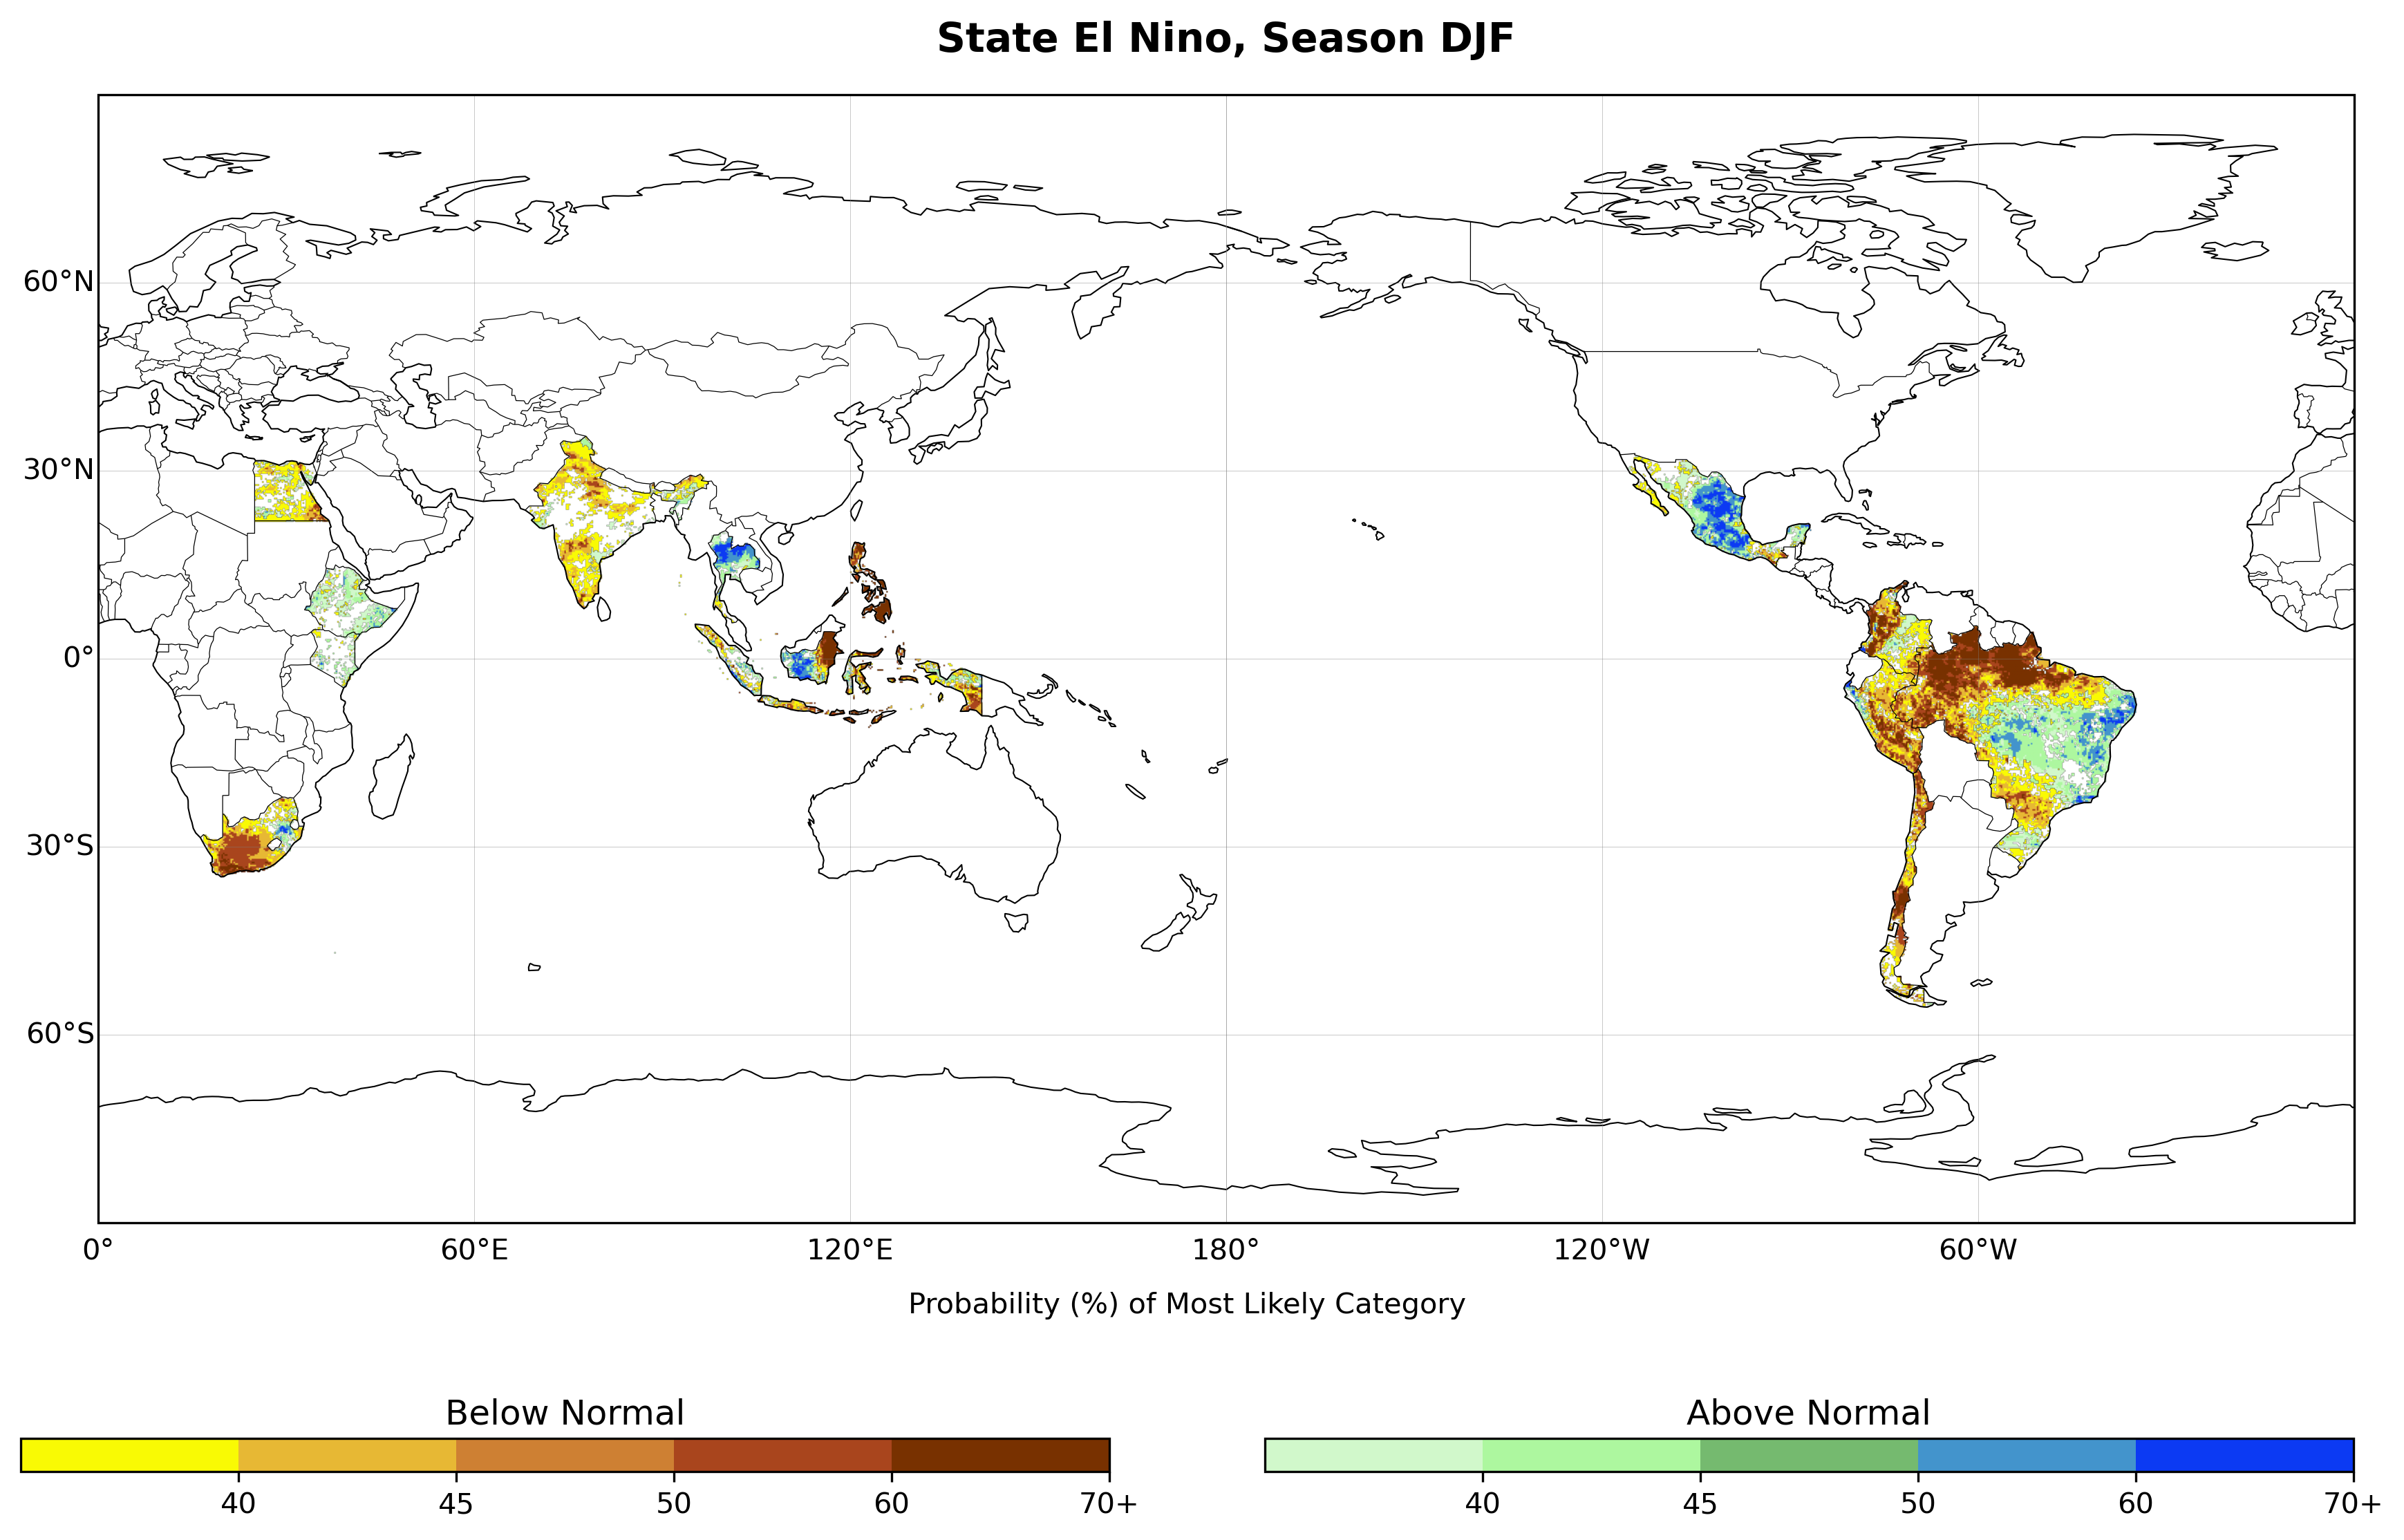 State El Nino, Season DJF
60°N
30°N
0°
30°S
60°S
0° 60°E 120°E 180° 120°W 60°W
Probability (%) of Most Likely Category
Below Normal
40 45 50 60 70+
Above Normal
40 45 50 60 70+